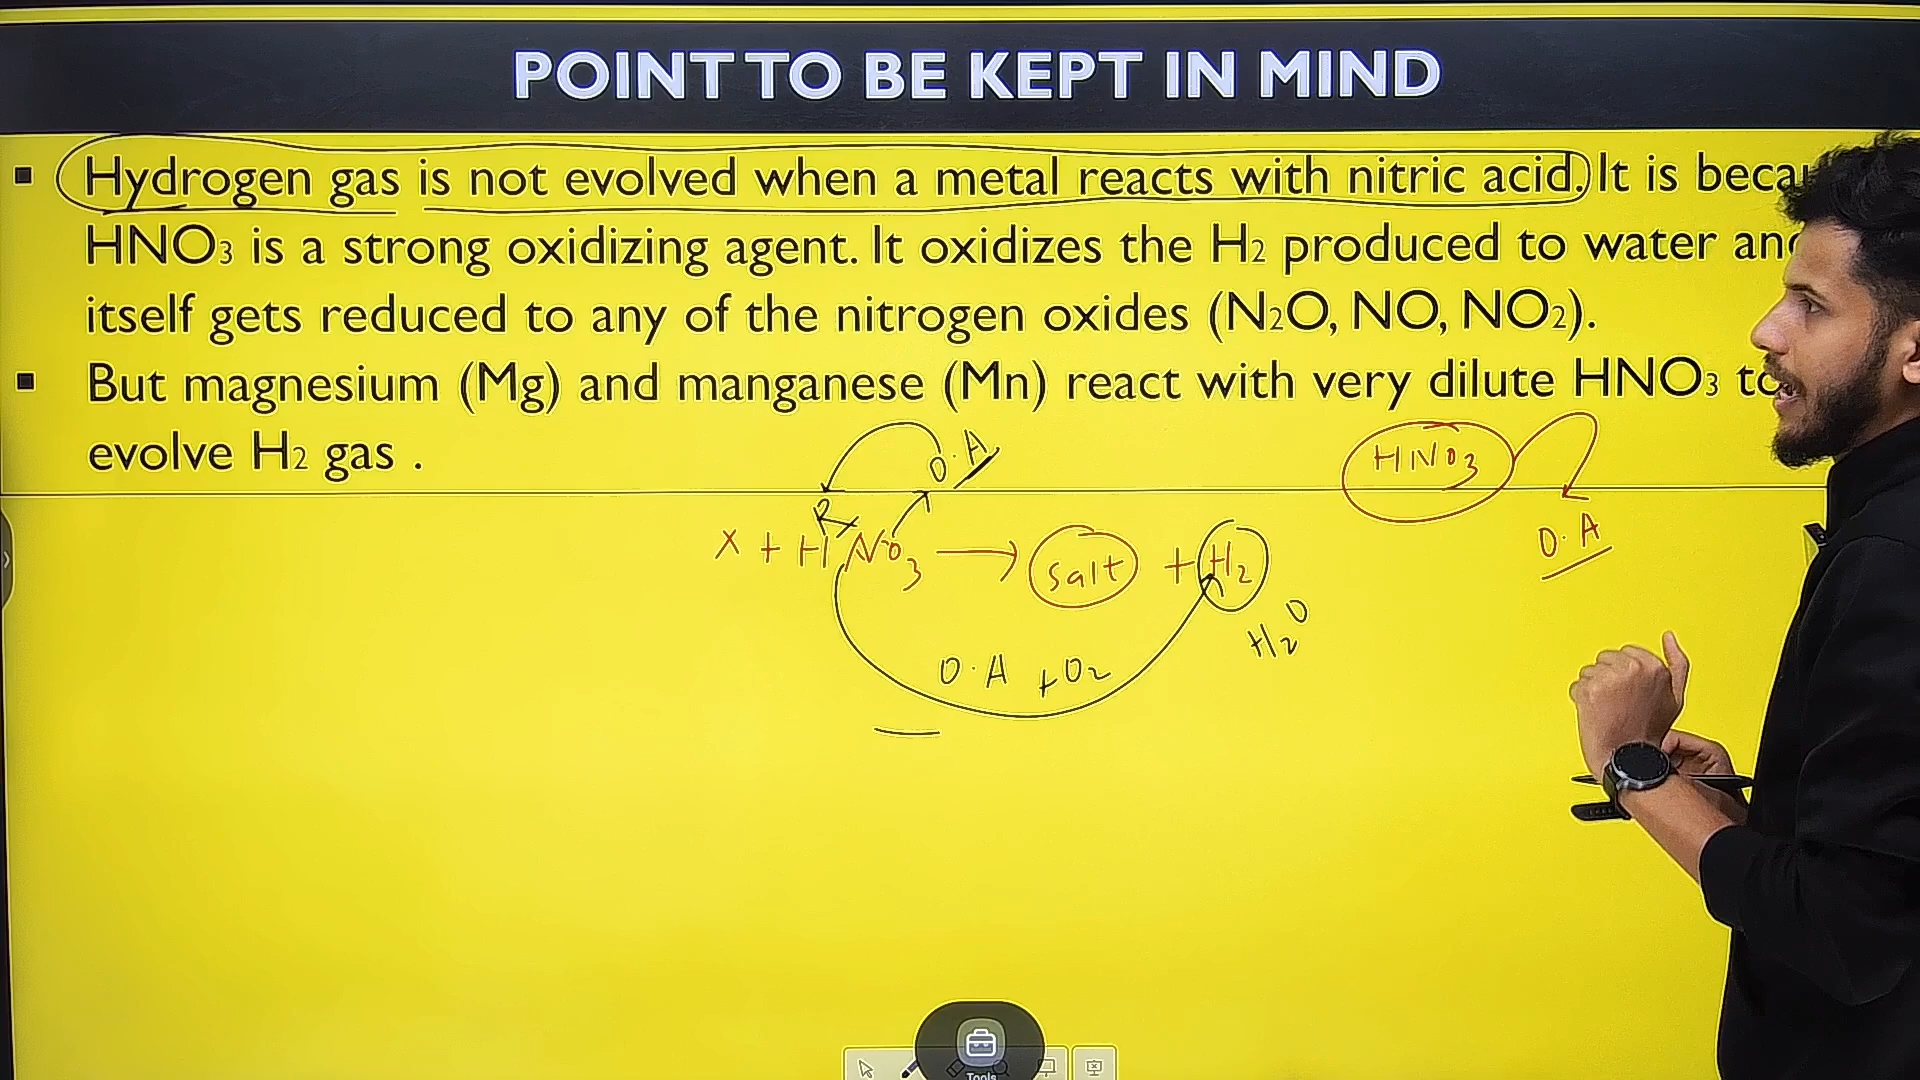 POINT TO BE KEPT IN MIND
▪ Hydrogen gas is not evolved when a metal reacts with nitric acid. It is
HNO3 is a strong oxidizing agent. It oxidizes the H2 produced to water
itself gets reduced to any of the nitrogen oxides (N2O, NO, NO2).
▪ But magnesium (Mg) and manganese (Mn) react with very dilute HNO3 to
evolve H2 gas .
O.A
HNO3
Rx
O.A
X + HNO3 → salt + H2
H2O
O.A + O2
Tools